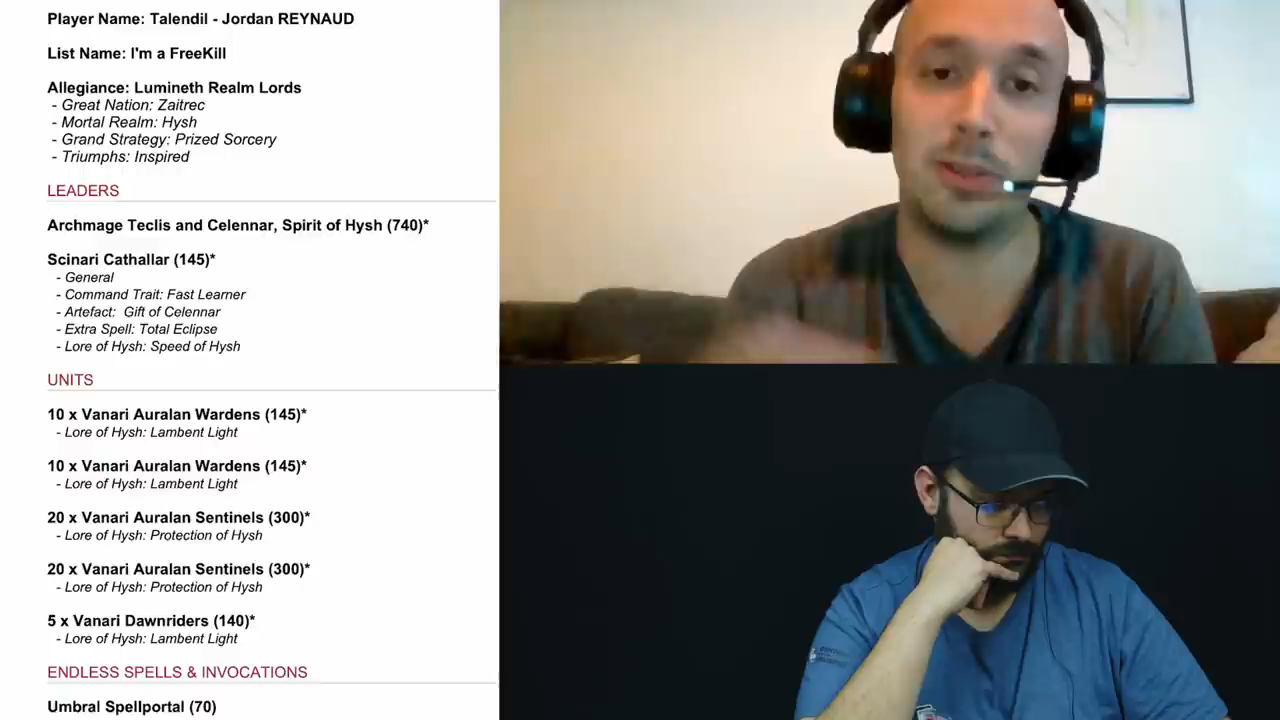 Player Name: Talendil - Jordan REYNAUD
List Name: I'm a FreeKill
Allegiance: Lumineth Realm Lords
- Great Nation: Zaitrec
- Mortal Realm: Hysh
- Grand Strategy: Prized Sorcery
- Triumphs: Inspired
LEADERS
Archmage Teclis and Celennar, Spirit of Hysh (740)*
Scinari Cathallar (145)*
- General
- Command Trait: Fast Learner
- Artefact: Gift of Celennar
- Extra Spell: Total Eclipse
- Lore of Hysh: Speed of Hysh
UNITS
10 x Vanari Auralan Wardens (145)*
- Lore of Hysh: Lambent Light
10 x Vanari Auralan Wardens (145)*
- Lore of Hysh: Lambent Light
20 x Vanari Auralan Sentinels (300)*
- Lore of Hysh: Protection of Hysh
20 x Vanari Auralan Sentinels (300)*
- Lore of Hysh: Protection of Hysh
5 x Vanari Dawnriders (140)*
- Lore of Hysh: Lambent Light
ENDLESS SPELLS & INVOCATIONS
Umbral Spellportal (70)